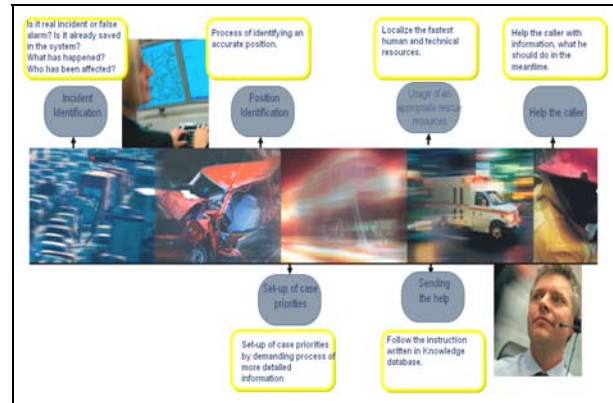 Is it real incident or false
alarm? Is it already saved
in the system?
What has happened?
Who has been affected?
Process of identifying an
accurate position.
Localize the fastest
human and technical
resources.
Help the caller with
information, what he
should do in the
meantime.
Incident
Identification
Position
Identification
Usage of an
appropriate rescue
resources
Help the caller
Set-up of case
priorities
Sending
the help
Set-up of case priorities
by demanding process of
more detailed
information
Follow the instruction
written in Knowledge
database.